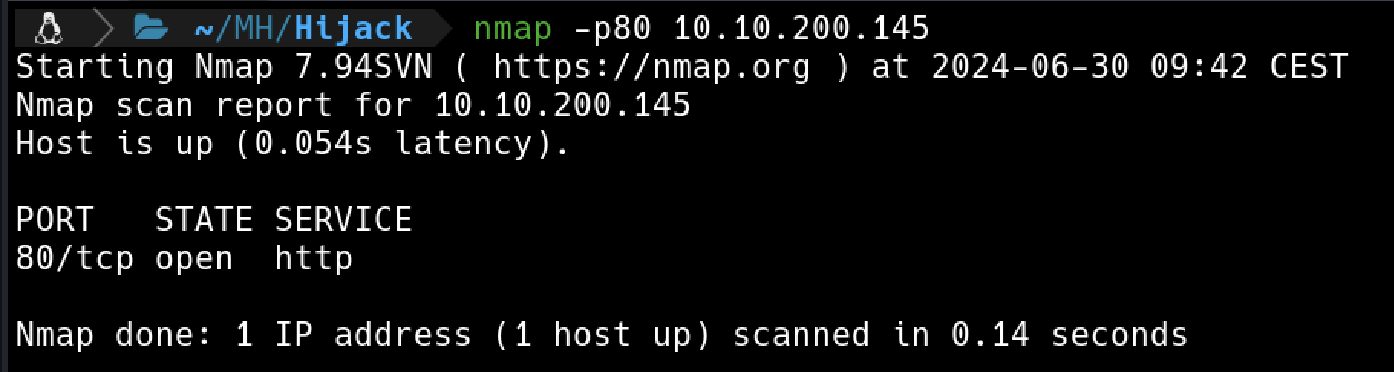 ~/MH/Hijack nmap -p80 10.10.200.145
Starting Nmap 7.94SVN ( https://nmap.org ) at 2024-06-30 09:42 CEST
Nmap scan report for 10.10.200.145
Host is up (0.054s latency).
PORT   STATE SERVICE
80/tcp open  http
Nmap done: 1 IP address (1 host up) scanned in 0.14 seconds